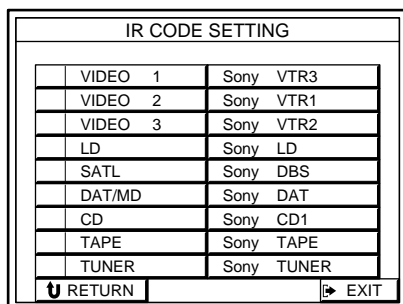 IR CODE SETTING
VIDEO 1 Sony VTR3
VIDEO 2 Sony VTR1
VIDEO 3 Sony VTR2
LD Sony LD
SATL Sony DBS
DAT/MD Sony DAT
CD Sony CD1
TAPE Sony TAPE
TUNER Sony TUNER
RETURN EXIT